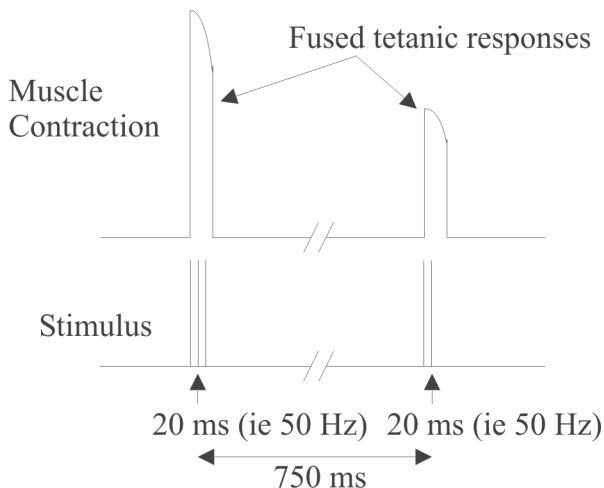 Fused tetanic responses
Muscle
Contraction
Stimulus
20 ms (ie 50 Hz)
20 ms (ie 50 Hz)
750 ms